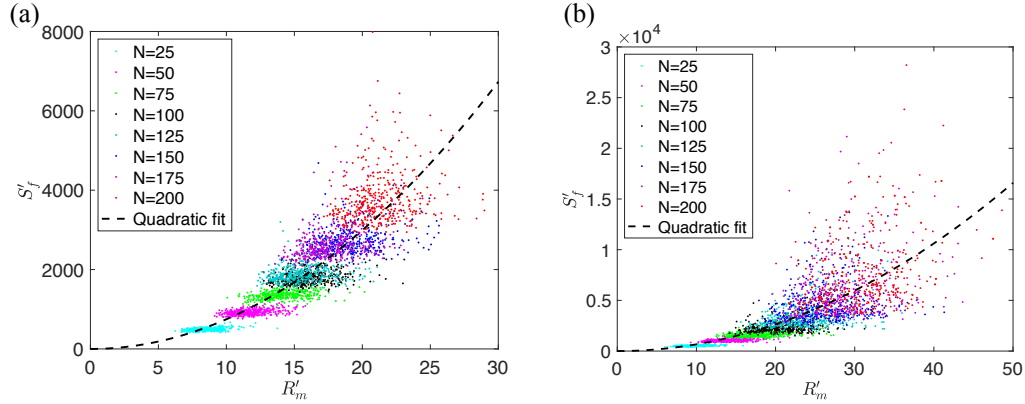 (a)
8000
6000
4000
2000
0
S'_f
N=25
N=50
N=75
N=100
N=125
N=150
N=175
N=200
Quadratic fit
0 5 10 15 20 25 30
R'_m
(b)
×10^4
3
2.5
2
1.5
1
0.5
0
S'_f
N=25
N=50
N=75
N=100
N=125
N=150
N=175
N=200
Quadratic fit
0 10 20 30 40 50
R'_m